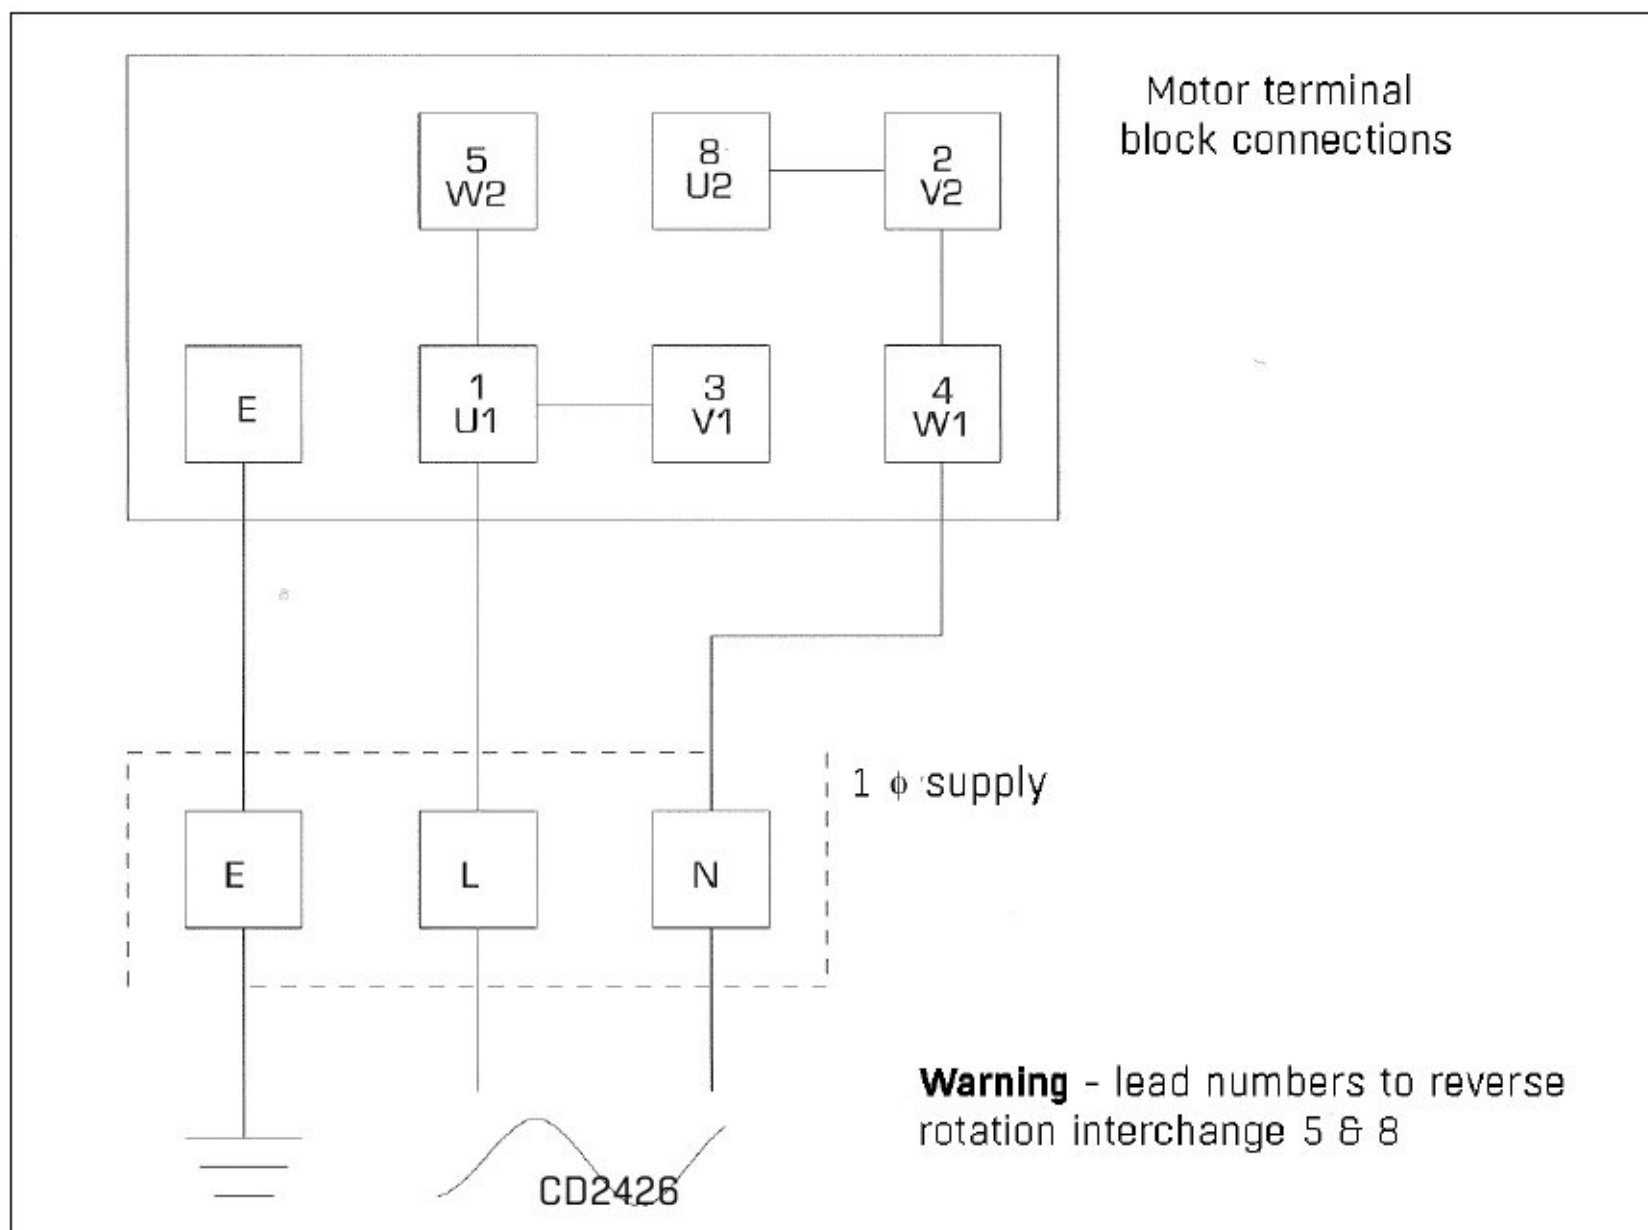 Motor terminal
block connections
5
W2
8
U2
2
V2
E
1
U1
3
V1
4
W1
1 ϕ supply
E
L
N
Warning - lead numbers to reverse
rotation interchange 5 & 8
CD2426